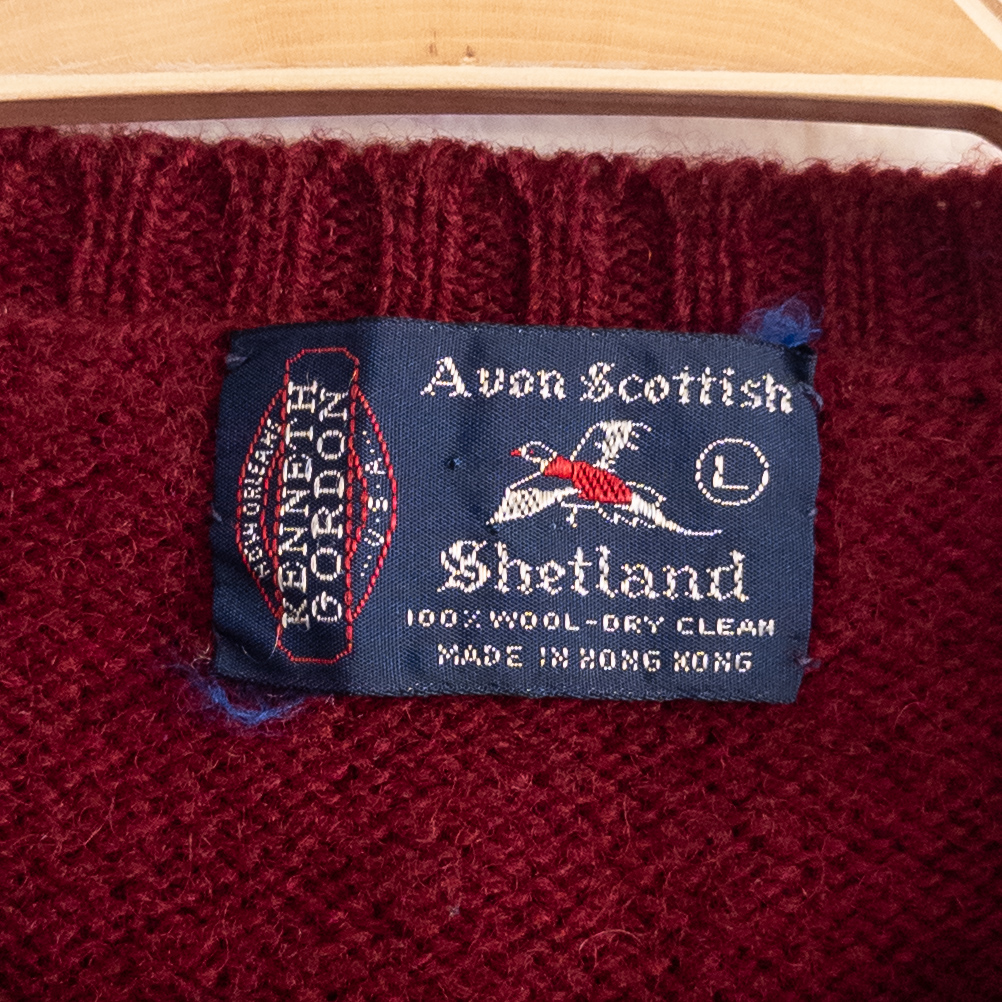 NEW ORLEANS
KENNETH
GORDON
U.S.A.
Avon Scottish
L
Shetland
100% WOOL-DRY CLEAN
MADE IN HONG KONG